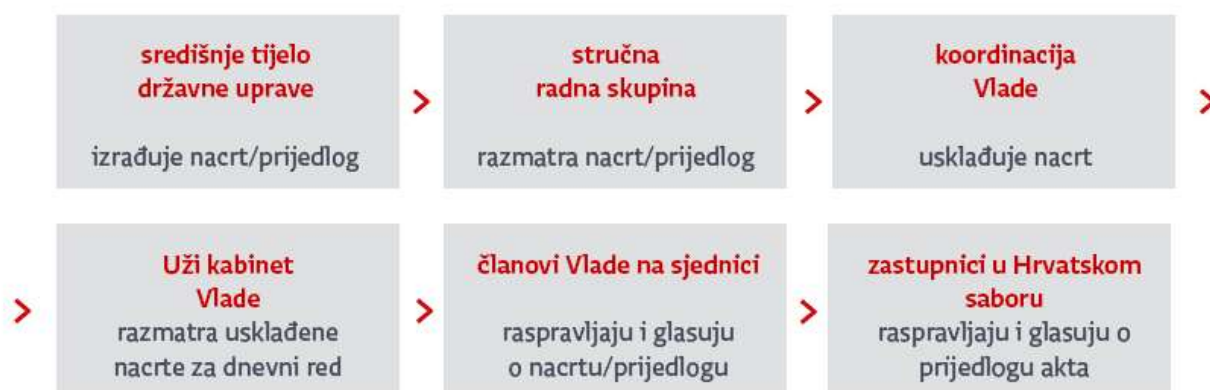 središnje tijelo
državne uprave
izrađuje nacrt/prijedlog
>
stručna
radna skupina
razmatra nacrt/prijedlog
>
koordinacija
Vlade
usklađuje nacrt
>
>
Uži kabinet
Vlade
razmatra usklađene
nacrte za dnevni red
>
članovi Vlade na sjednici
raspravljaju i glasuju
o nacrtu/prijedlogu
>
zastupnici u Hrvatskom
saboru
raspravljaju i glasuju o
prijedlogu akta